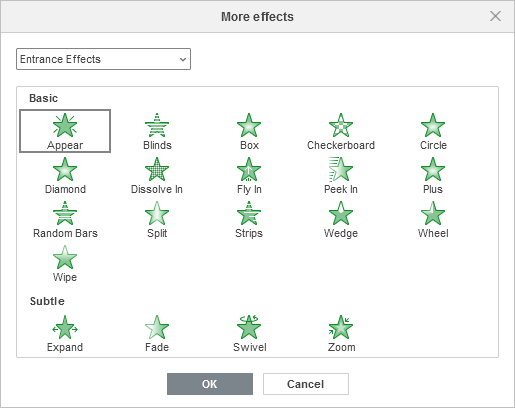 More effects
Entrance Effects
Basic
Appear Blinds Box Checkerboard Circle
Diamond Dissolve In Fly In Peek In Plus
Random Bars Split Strips Wedge Wheel
Wipe
Subtle
Expand Fade Swivel Zoom
OK Cancel